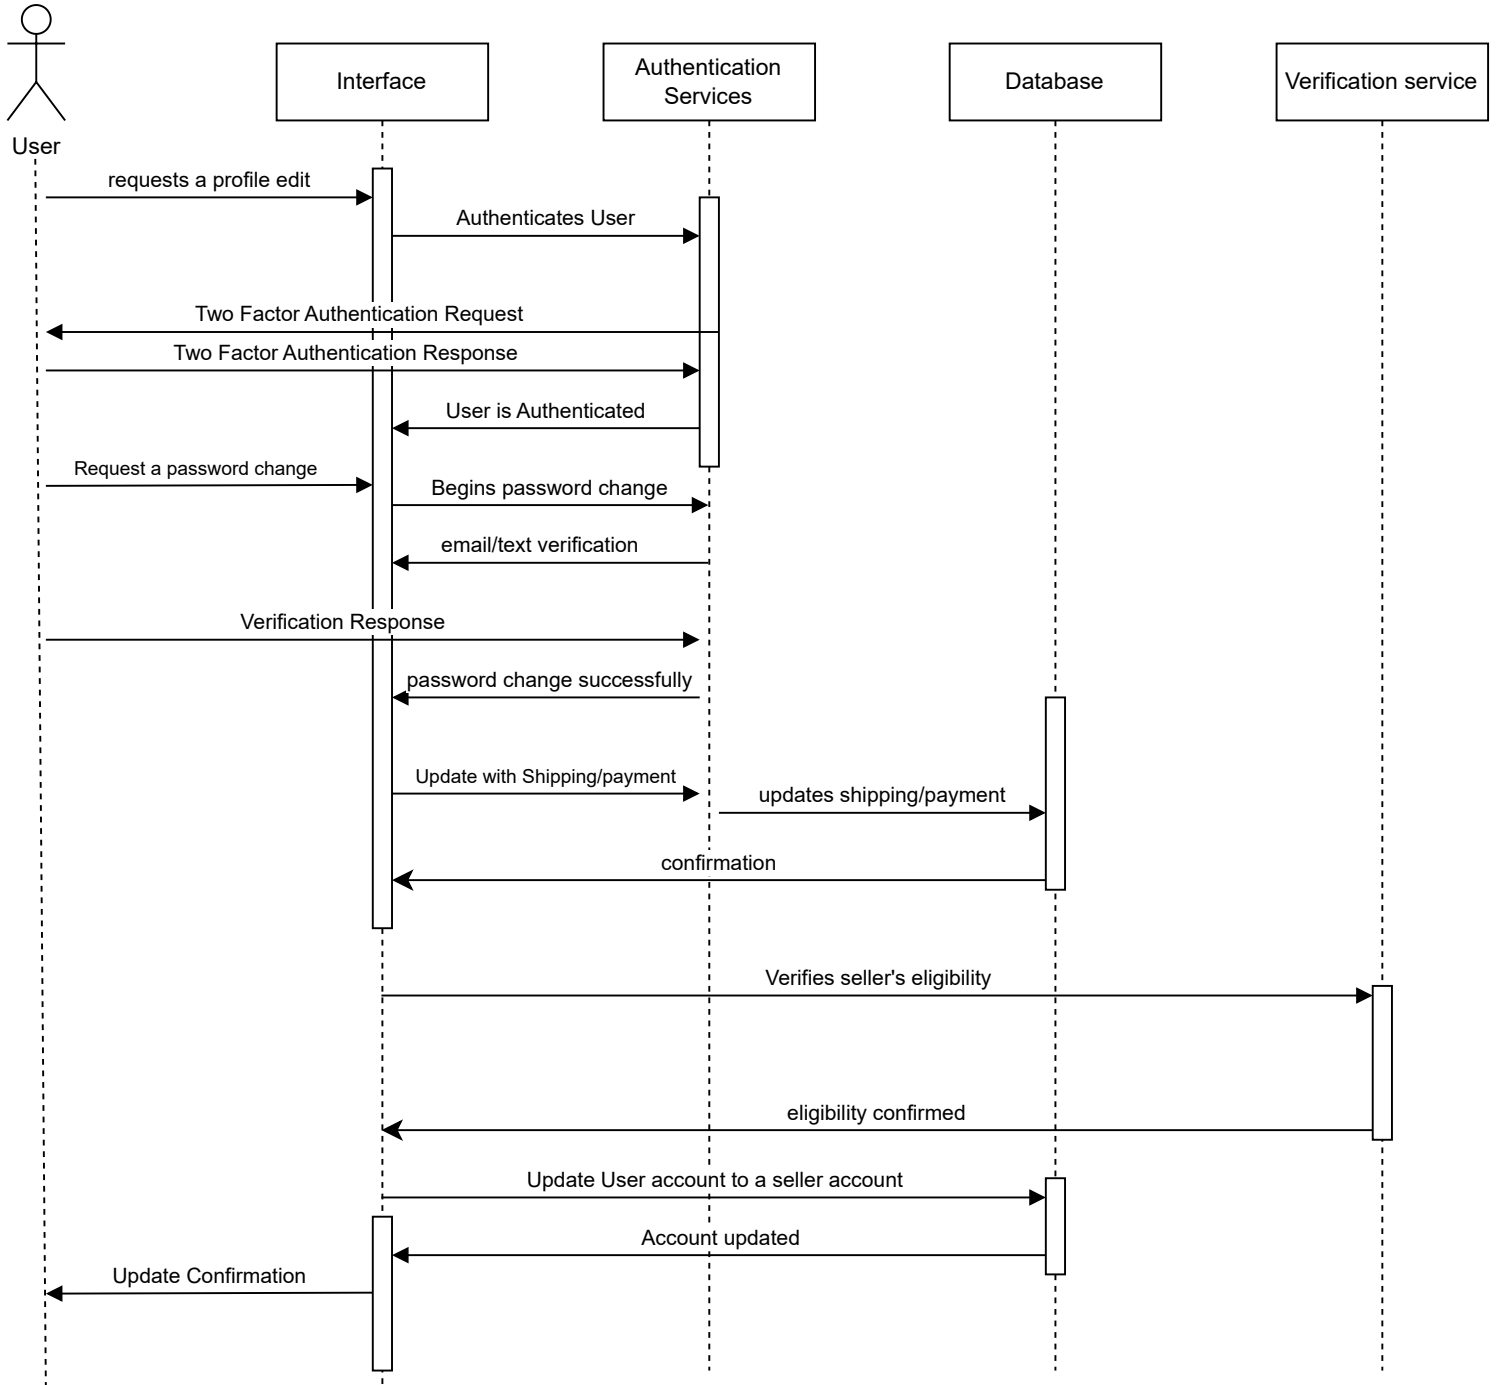 User
Interface
Authentication
Services
Database
Verification service
requests a profile edit
Authenticates User
Two Factor Authentication Request
Two Factor Authentication Response
User is Authenticated
Request a password change
Begins password change
email/text verification
Verification Response
password change successfully
Update with Shipping/payment
updates shipping/payment
confirmation
Verifies seller's eligibility
eligibility confirmed
Update User account to a seller account
Account updated
Update Confirmation